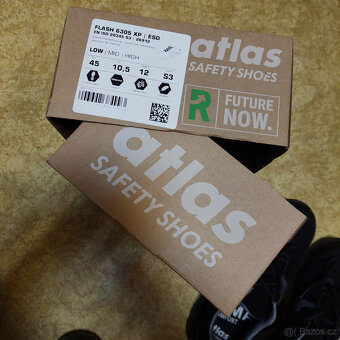 FLASH 6305 XP | ESD
EN ISO 20345 S3
LOW | MID | HIGH
45
10,5
12
S3
atlas
SAFETY SHOES
R
FUTURE
NOW.
atlas
SAFETY SHOES
Bazos.cz